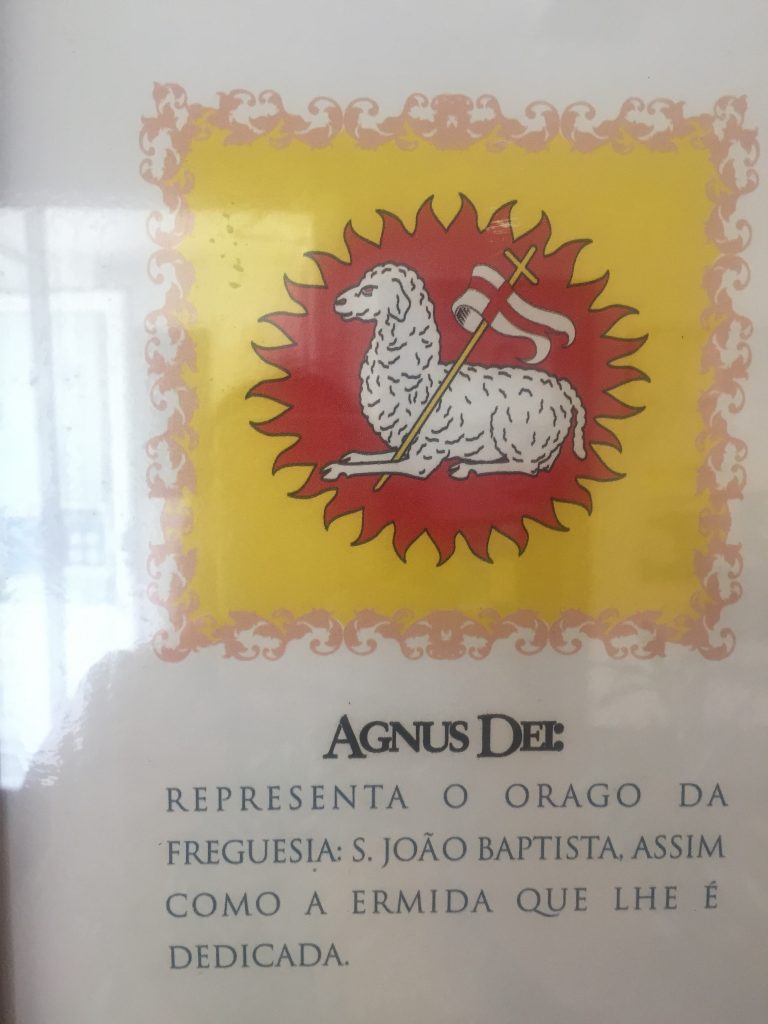 AGNUS DEI:
REPRESENTA O ORAGO DA
FREGUESIA: S. JOÃO BAPTISTA, ASSIM
COMO A ERMIDA QUE LHE É
DEDICADA.